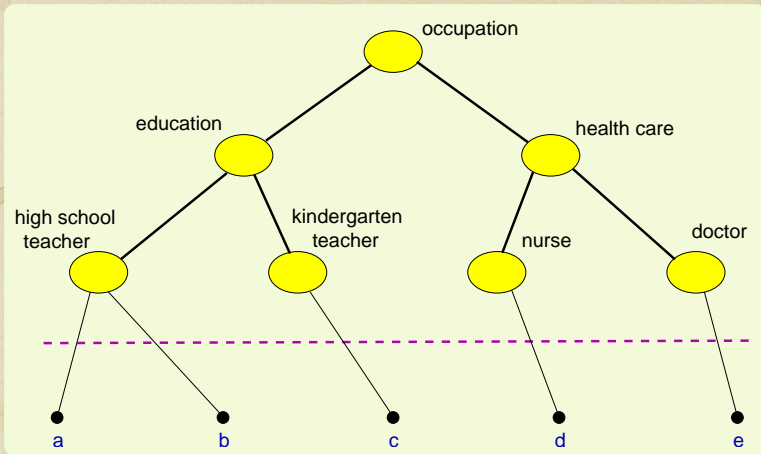 occupation
education
health care
high school
teacher
kindergarten
teacher
nurse
doctor
a
b
c
d
e